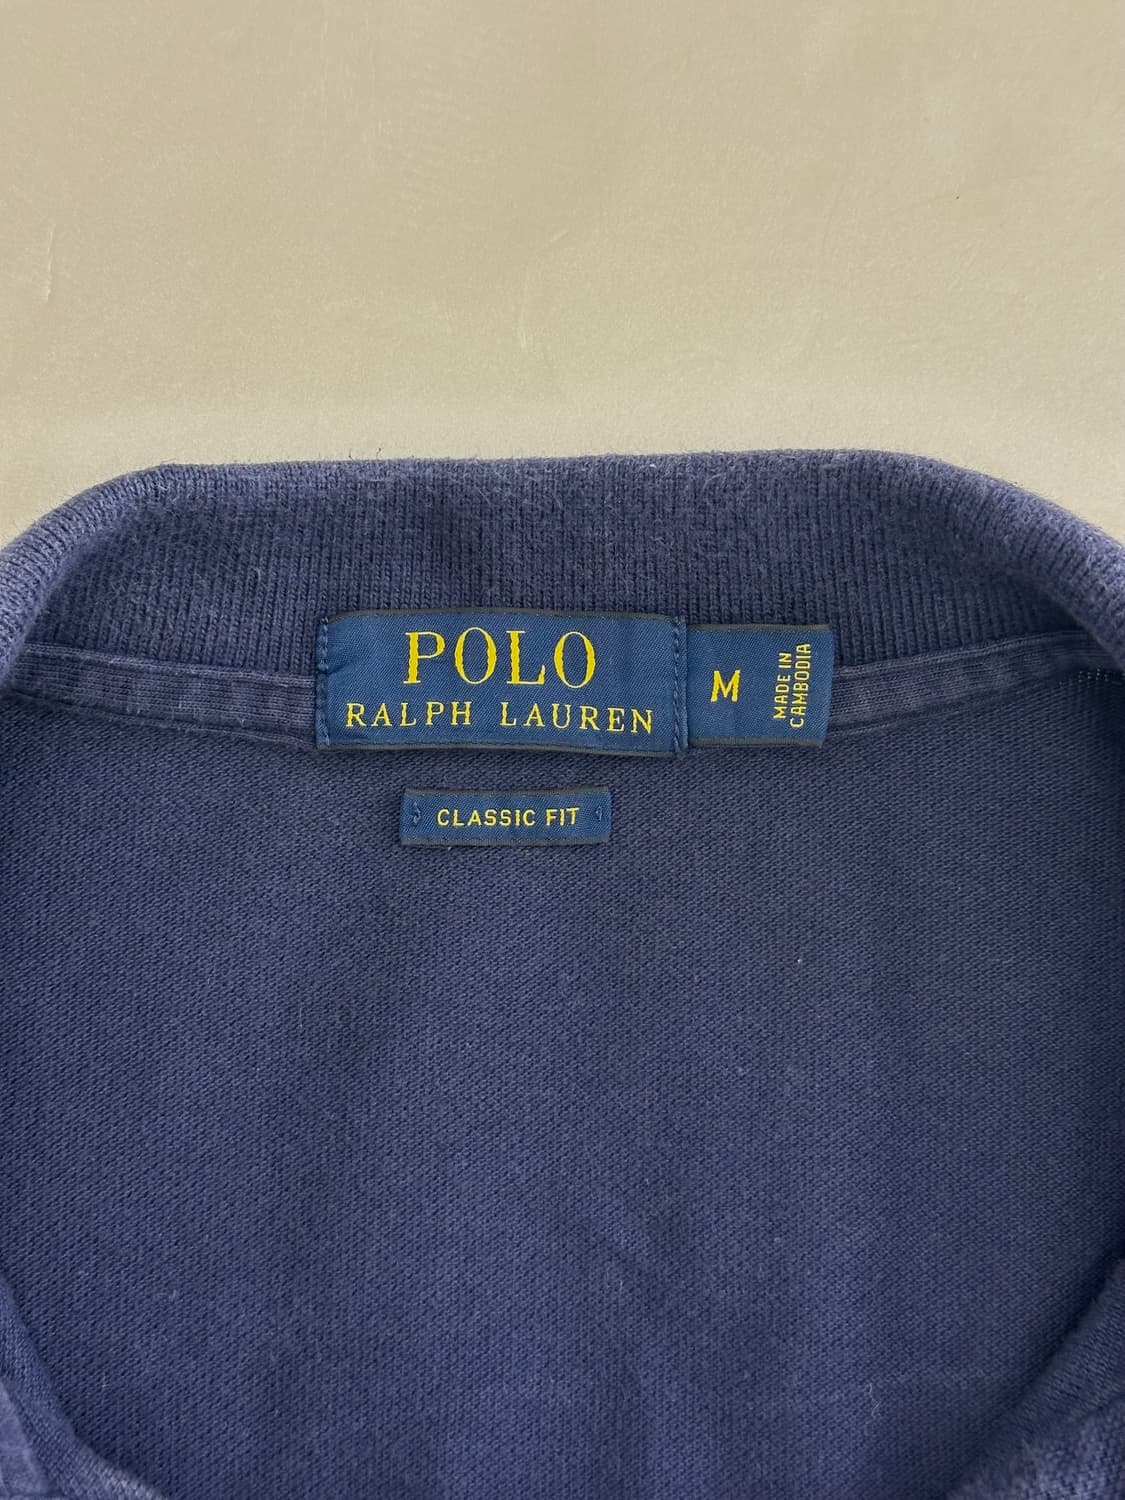 POLO
RALPH LAUREN
M
MADE IN
CAMBODIA
CLASSIC FIT